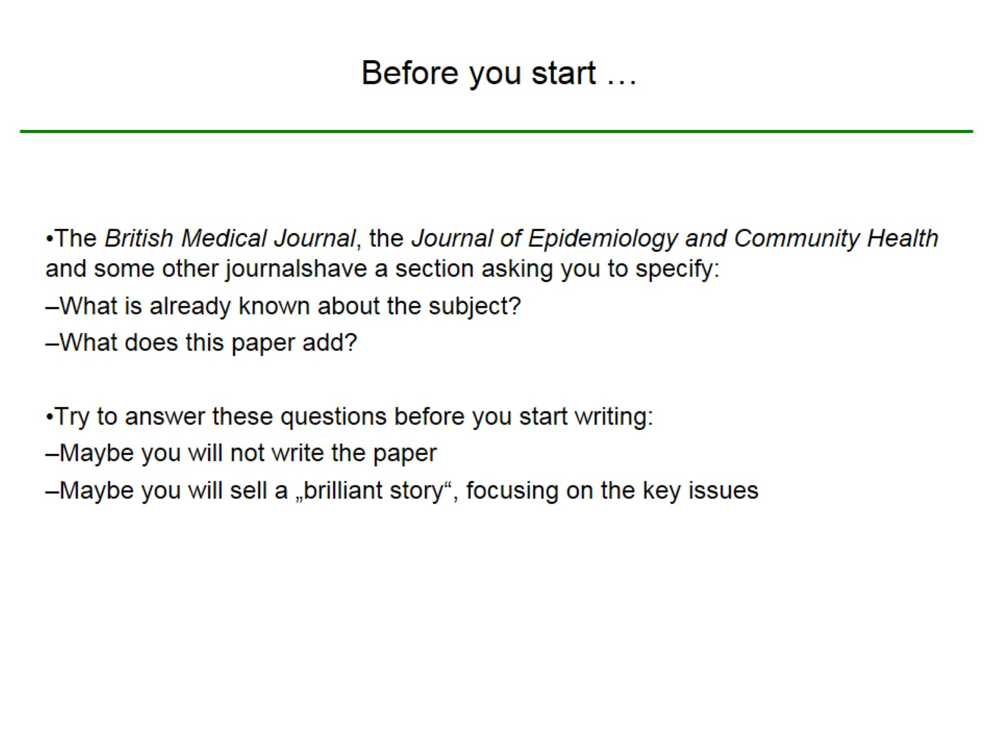 Before you start …
•The British Medical Journal, the Journal of Epidemiology and Community Health
and some other journalshave a section asking you to specify:
–What is already known about the subject?
–What does this paper add?
•Try to answer these questions before you start writing:
–Maybe you will not write the paper
–Maybe you will sell a „brilliant story“, focusing on the key issues